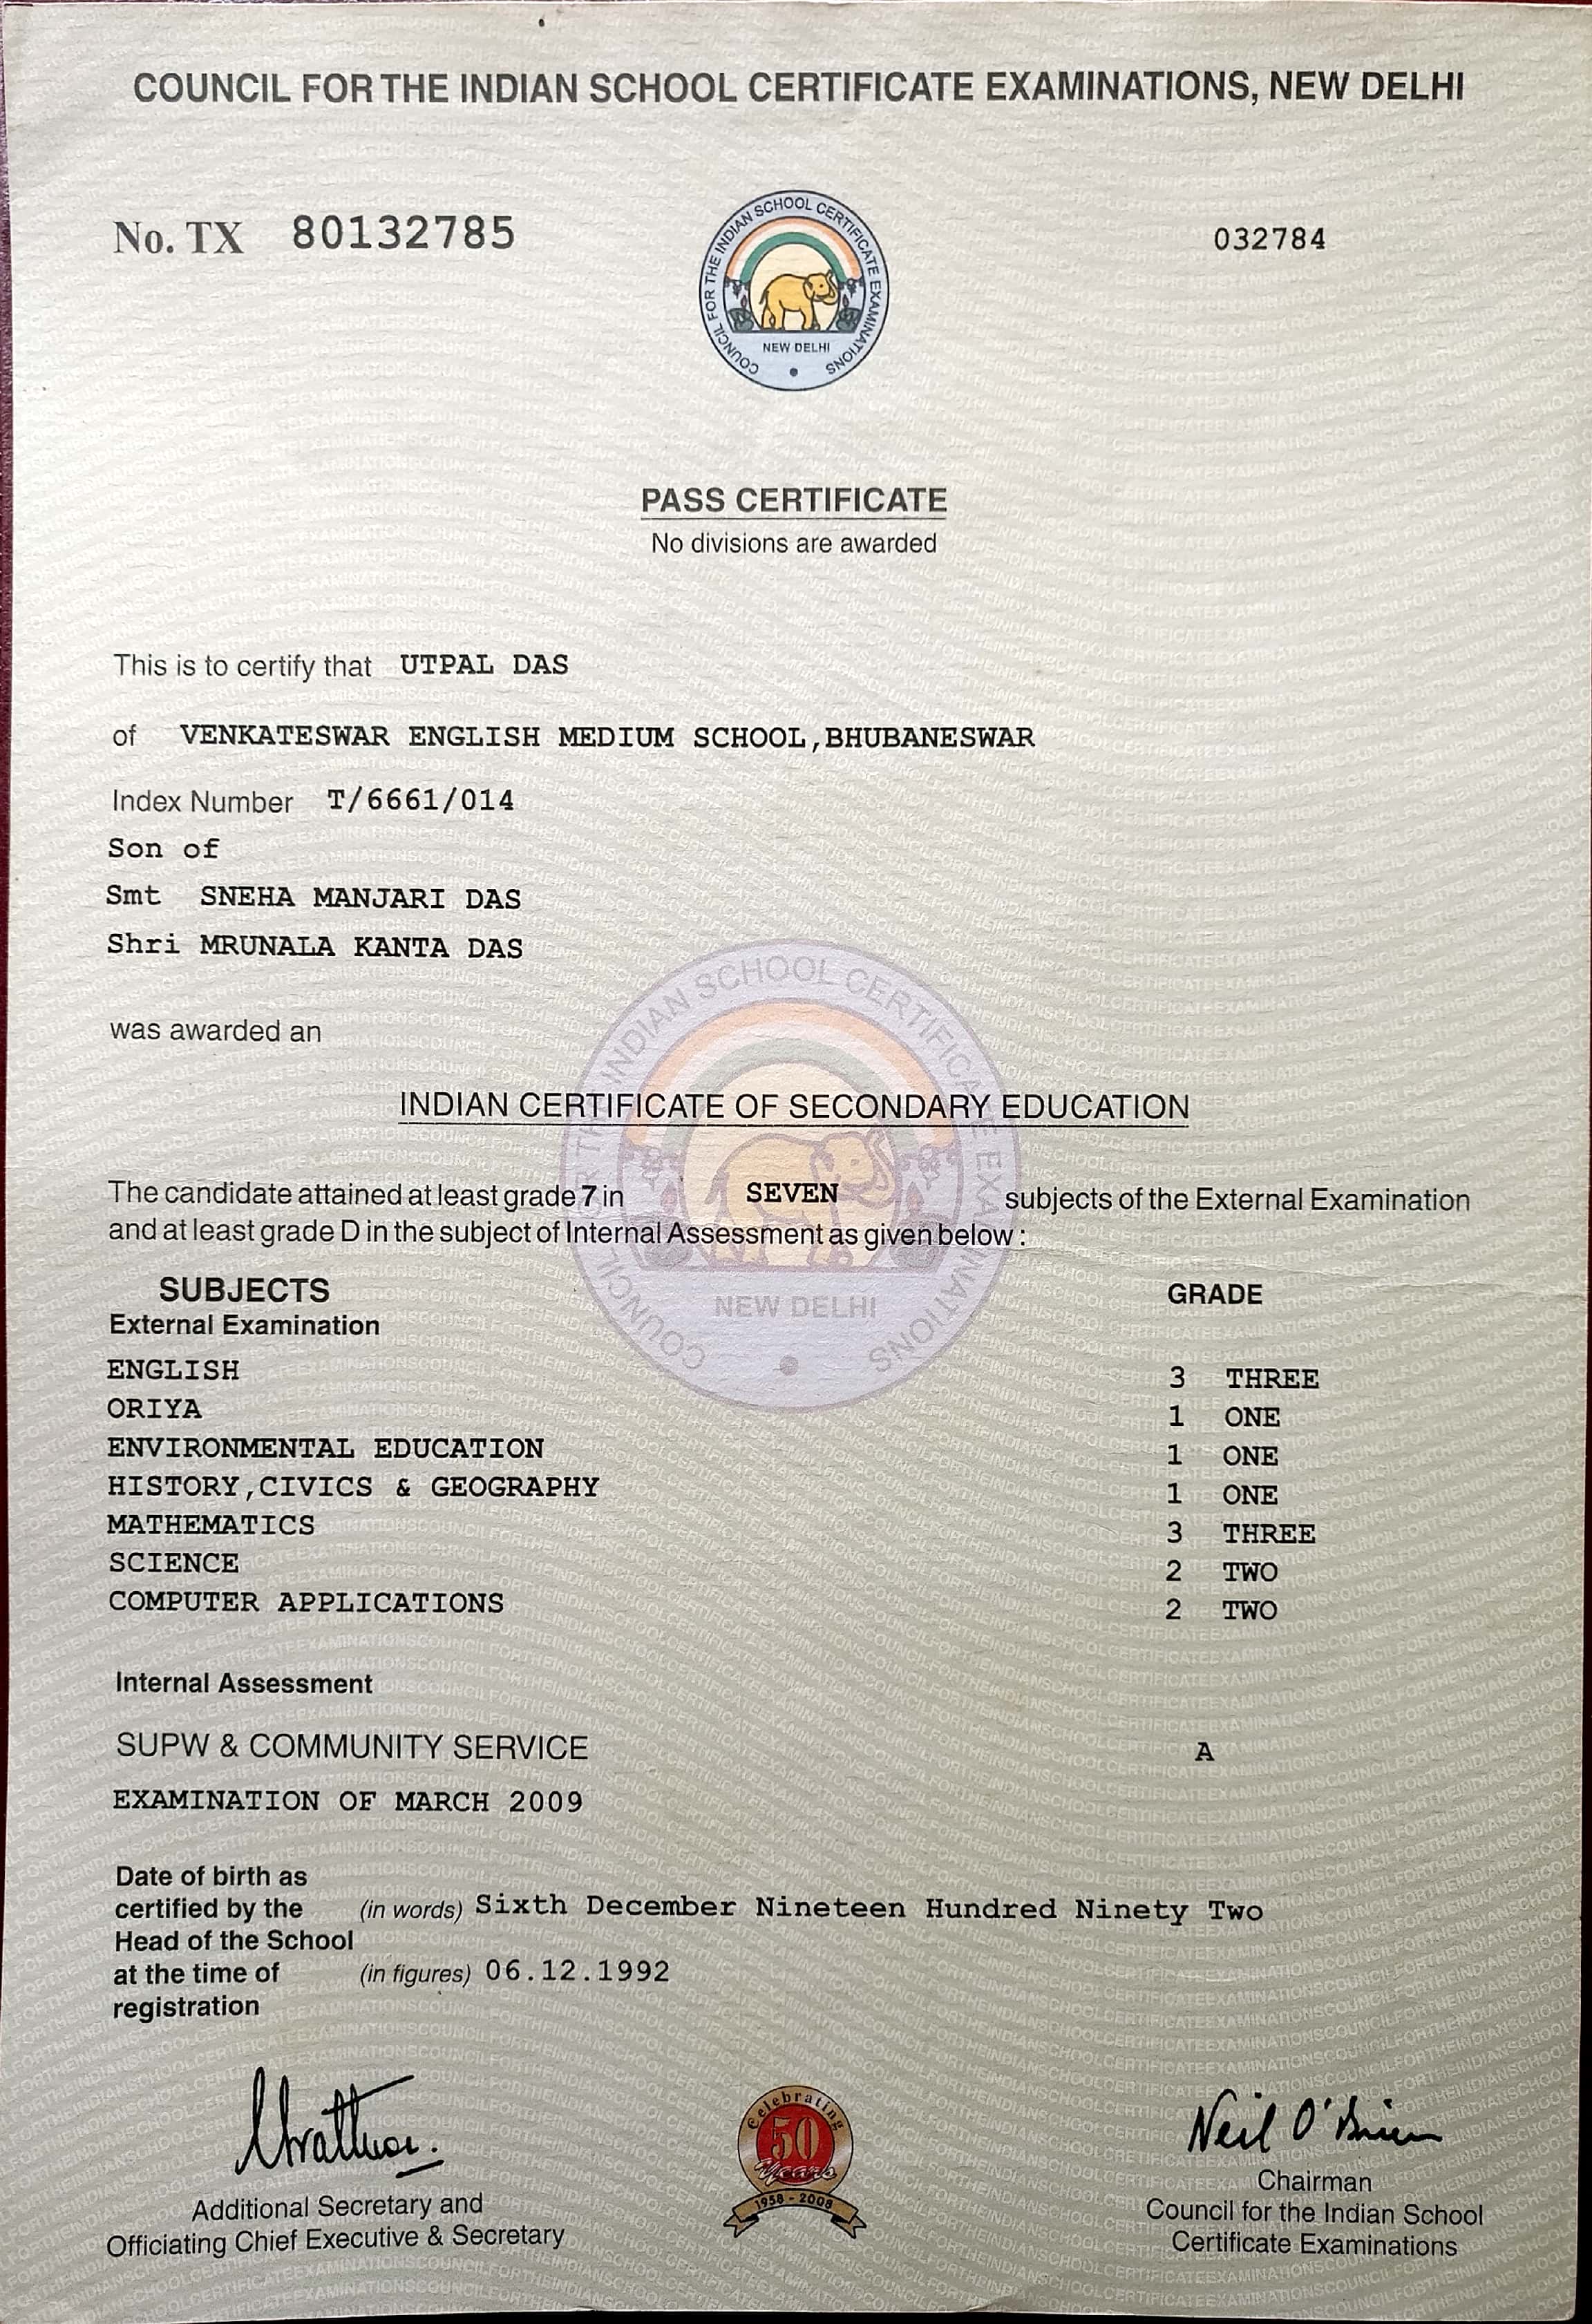 COUNCIL FOR THE INDIAN SCHOOL CERTIFICATE EXAMINATIONS, NEW DELHI
No. TX 80132785
032784
COUNCIL FOR THE INDIAN SCHOOL CERTIFICATE EXAMINATIONS
NEW DELHI
PASS CERTIFICATE
No divisions are awarded
This is to certify that UTPAL DAS
of VENKATESWAR ENGLISH MEDIUM SCHOOL,BHUBANESWAR
Index Number T/6661/014
Son of
Smt SNEHA MANJARI DAS
Shri MRUNALA KANTA DAS
was awarded an
INDIAN CERTIFICATE OF SECONDARY EDUCATION
The candidate attained at least grade 7 in SEVEN subjects of the External Examination
and at least grade D in the subject of Internal Assessment as given below :
COUNCIL FOR THE INDIAN SCHOOL CERTIFICATE EXAMINATIONS
NEW DELHI
SUBJECTS GRADE
External Examination
ENGLISH 3 THREE
ORIYA 1 ONE
ENVIRONMENTAL EDUCATION 1 ONE
HISTORY,CIVICS & GEOGRAPHY 1 ONE
MATHEMATICS 3 THREE
SCIENCE 2 TWO
COMPUTER APPLICATIONS 2 TWO
Internal Assessment
SUPW & COMMUNITY SERVICE A
EXAMINATION OF MARCH 2009
Date of birth as
certified by the (in words) Sixth December Nineteen Hundred Ninety Two
Head of the School
at the time of (in figures) 06.12.1992
registration
Additional Secretary and
Officiating Chief Executive & Secretary
Celebrating
50
Years
1958 - 2008
Neil O'Brien
Chairman
Council for the Indian School
Certificate Examinations